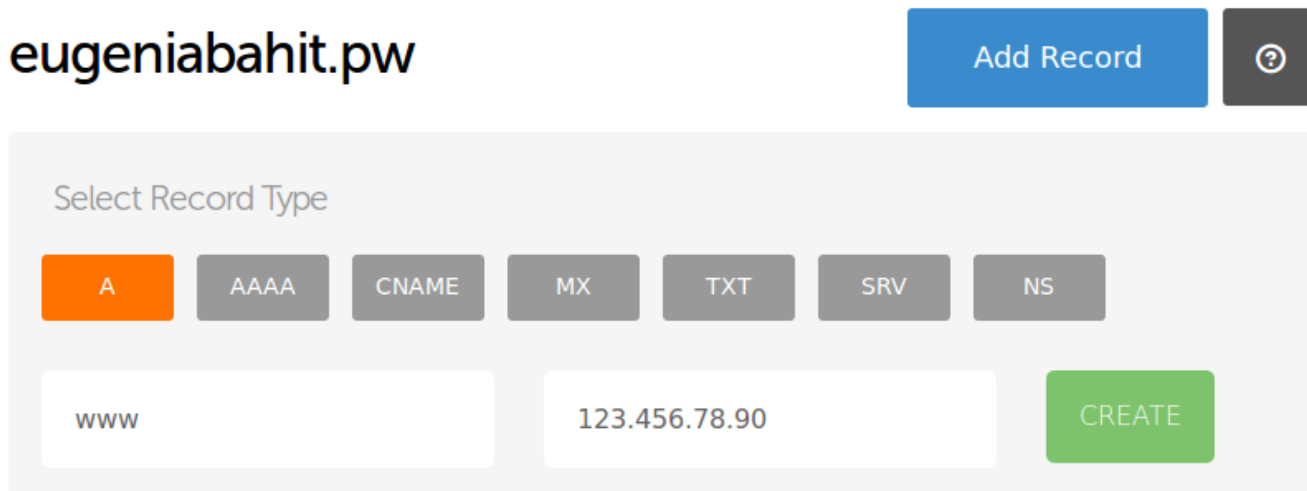 eugeniabahit.pw
Add Record
?
Select Record Type
A AAAA CNAME MX TXT SRV NS
www 123.456.78.90 CREATE